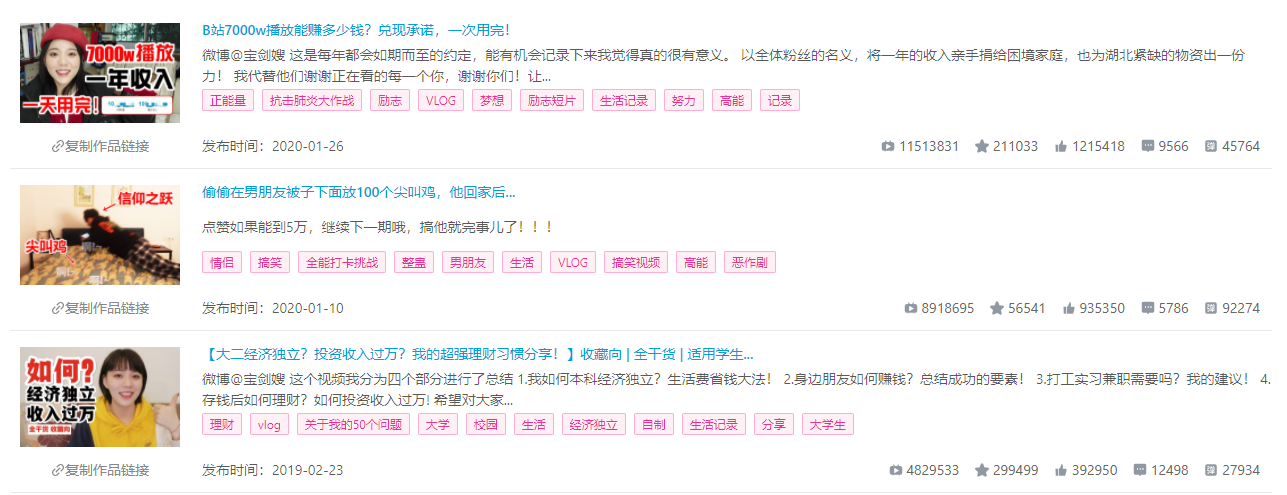 7000w播放
一年收入
一天用完！
B站7000w播放能赚多少钱？兑现承诺，一次用完！
微博@宝剑嫂 这是每年都会如期而至的约定，能有机会记录下来我觉得真的很有意义。 以全体粉丝的名义，将一年的收入亲手捐给困境家庭，也为湖北紧缺的物资出一份
力！ 我代替他们谢谢正在看的每一个你，谢谢你们！让...
正能量 抗击肺炎大作战 励志 VLOG 梦想 励志短片 生活记录 努力 高能 记录
复制作品链接 发布时间：2020-01-26 11513831 211033 1215418 9566 45764
信仰之跃
尖叫鸡
偷偷在男朋友被子下面放100个尖叫鸡，他回家后...
点赞如果能到5万，继续下一期哦，搞他就完事儿了！！！
情侣 搞笑 全能打卡挑战 整蛊 男朋友 生活 VLOG 搞笑视频 高能 恶作剧
复制作品链接 发布时间：2020-01-10 8918695 56541 935350 5786 92274
如何？
经济独立
收入过万
全干货 收藏向
【大二经济独立？投资收入过万？我的超强理财习惯分享！】收藏向 | 全干货 | 适用学生...
微博@宝剑嫂 这个视频我分为四个部分进行了总结 1.我如何本科经济独立？生活费省钱大法！ 2.身边朋友如何赚钱？总结成功的要素！ 3.打工实习兼职需要吗？我的建议！ 4.
存钱后如何理财？如何投资收入过万! 希望对大家...
理财 vlog 关于我的50个问题 大学 校园 生活 经济独立 自制 生活记录 分享 大学生
复制作品链接 发布时间：2019-02-23 4829533 299499 392950 12498 27934